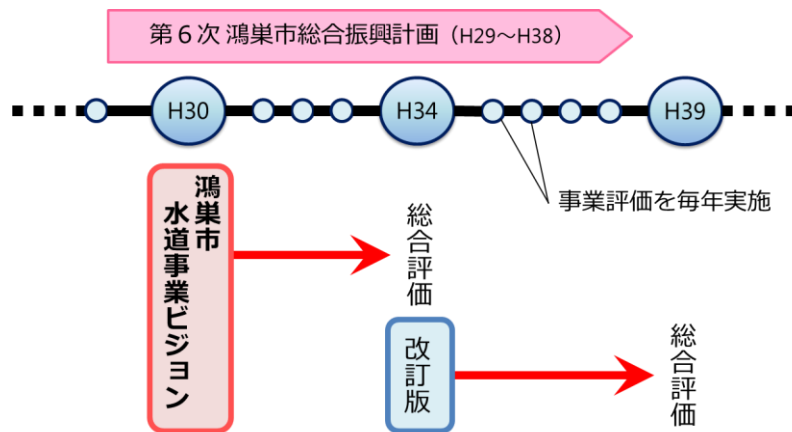 第6次 鴻巣市総合振興計画（H29～H38）
H30
H34
H39
事業評価を毎年実施
鴻巣市
水道事業ビジョン
総合評価
改訂版
総合評価